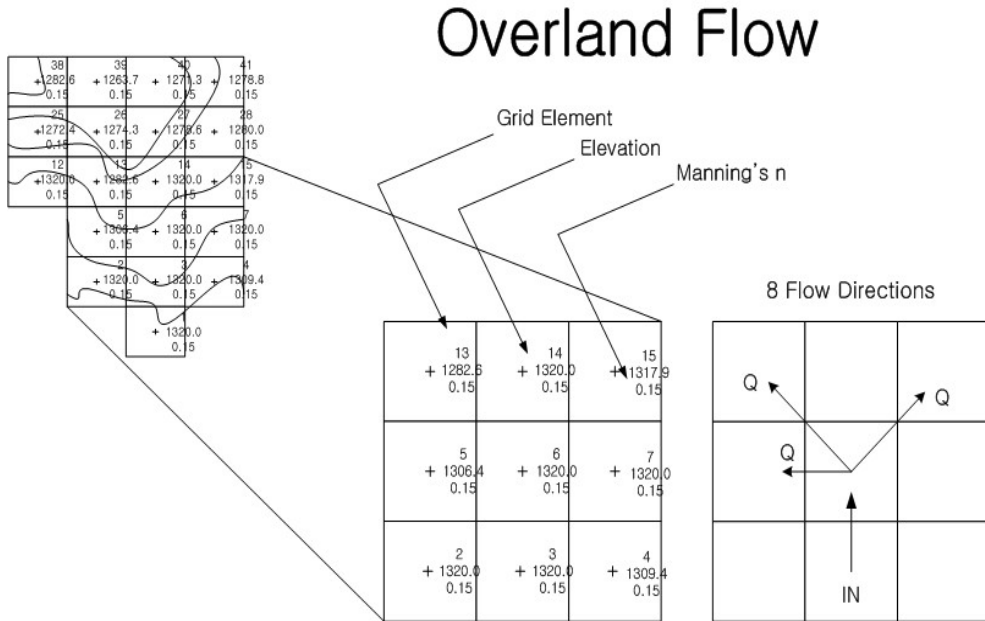 Overland Flow
38 39 40 41
1282.6 1263.7 1271.3 1278.8
0.15 0.15 0.15 0.15
25 26 27 28
1272.4 1274.3 1278.6 1280.0
0.15 0.15 0.15 0.15
12 13 14 15
1320.0 1282.6 1320.0 1317.9
0.15 0.15 0.15 0.15
5 6 7
1306.4 1320.0 1320.0
0.15 0.15 0.15
2 3 4
1320.0 1320.0 1309.4
0.15 0.15 0.15
1320.0
0.15
Grid Element
Elevation
Manning's n
13 14 15
1282.6 1320.0 1317.9
0.15 0.15 0.15
5 6 7
1306.4 1320.0 1320.0
0.15 0.15 0.15
2 3 4
1320.0 1320.0 1309.4
0.15 0.15 0.15
8 Flow Directions
Q Q
Q
IN